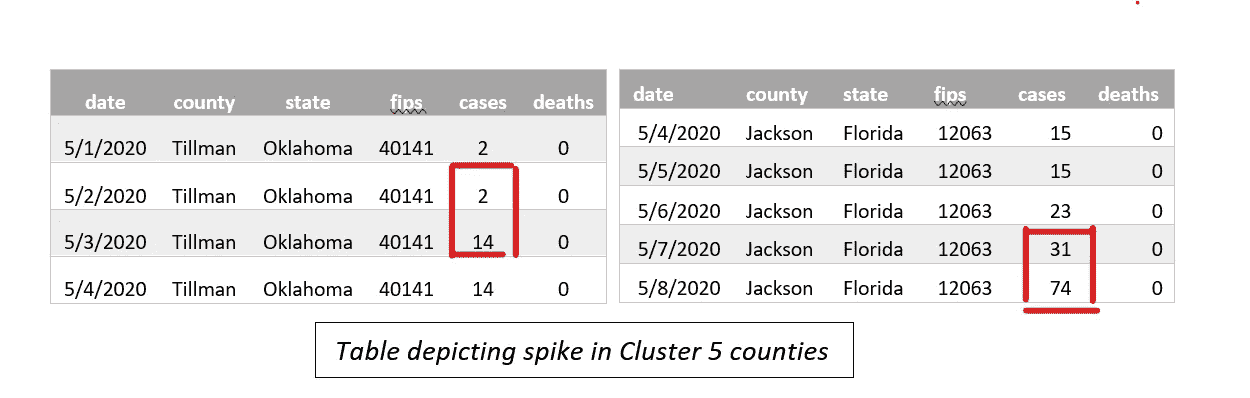 date county state fips cases deaths
5/1/2020 Tillman Oklahoma 40141 2 0
5/2/2020 Tillman Oklahoma 40141 2 0
5/3/2020 Tillman Oklahoma 40141 14 0
5/4/2020 Tillman Oklahoma 40141 14 0
date county state fips cases deaths
5/4/2020 Jackson Florida 12063 15 0
5/5/2020 Jackson Florida 12063 15 0
5/6/2020 Jackson Florida 12063 23 0
5/7/2020 Jackson Florida 12063 31 0
5/8/2020 Jackson Florida 12063 74 0
Table depicting spike in Cluster 5 counties